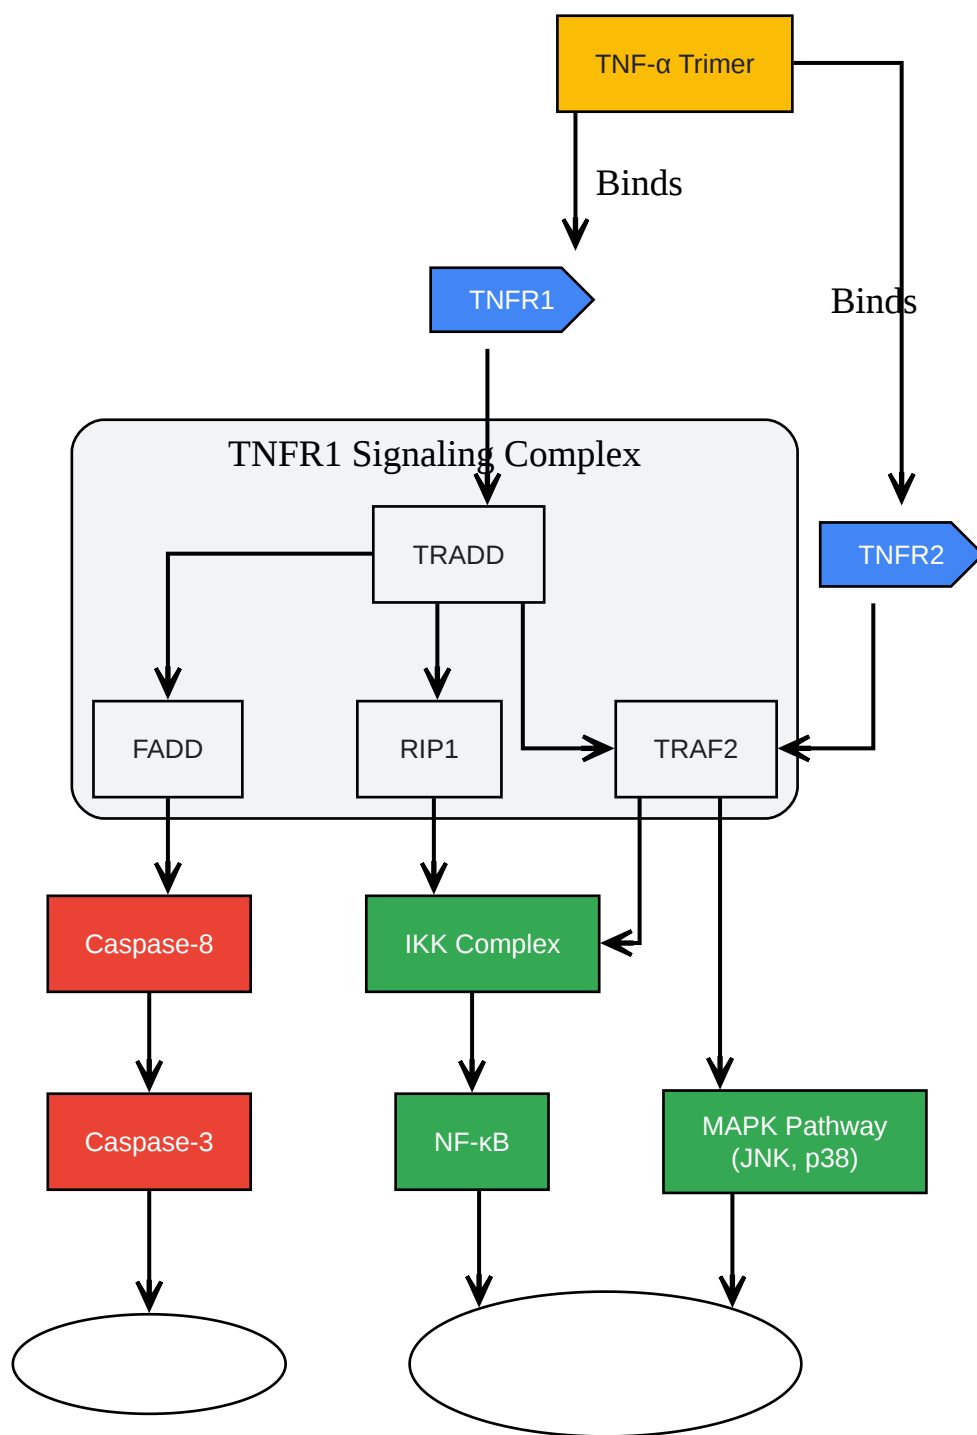 TNF-α Trimer
Binds
TNFR1
Binds
TNFR1 Signaling Complex
TRADD
TNFR2
FADD
RIP1
TRAF2
Caspase-8
IKK Complex
Caspase-3
NF-κB
MAPK Pathway
(JNK, p38)